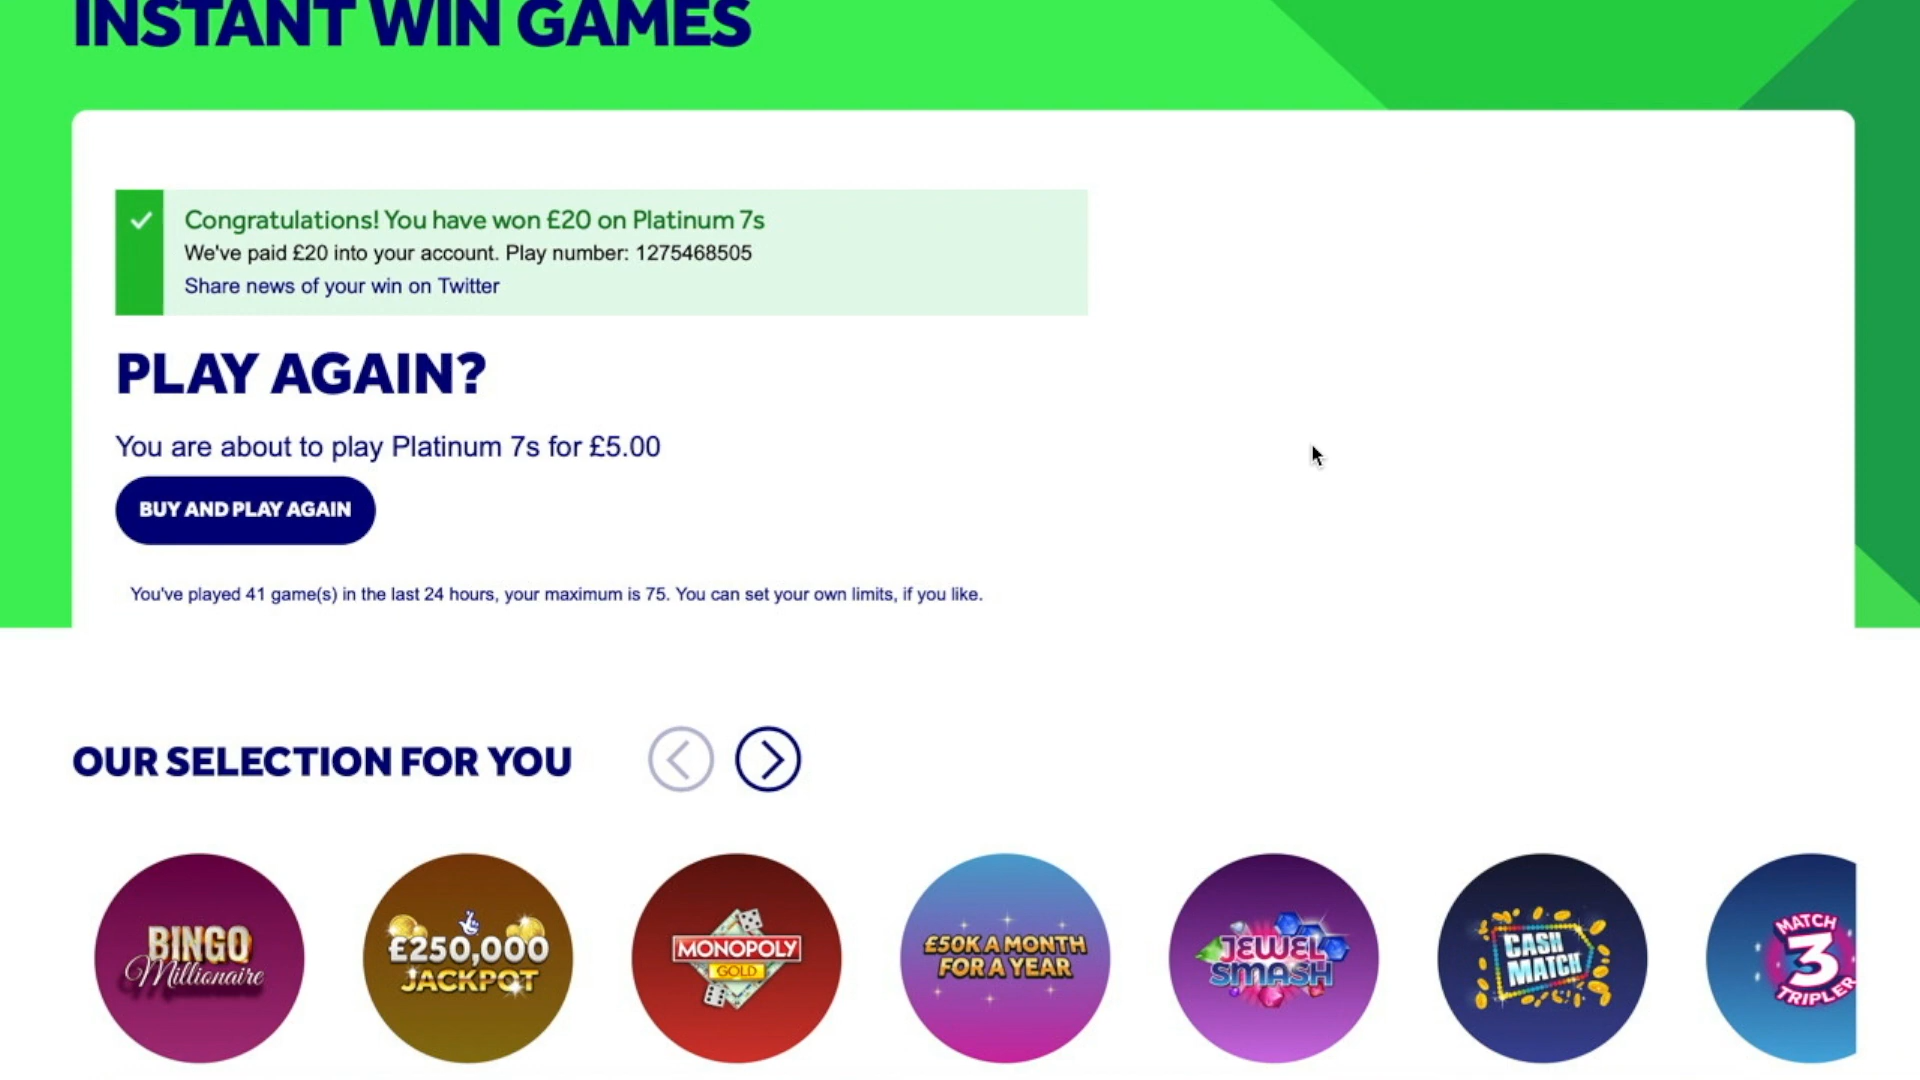 INSTANT WIN GAMES
Congratulations! You have won £20 on Platinum 7s
We've paid £20 into your account. Play number: 1275468505
Share news of your win on Twitter
PLAY AGAIN?
You are about to play Platinum 7s for £5.00
BUY AND PLAY AGAIN
You've played 41 game(s) in the last 24 hours, your maximum is 75. You can set your own limits, if you like.
OUR SELECTION FOR YOU
BINGO
Millionaire
£250,000
JACKPOT
MONOPOLY
GOLD
£50K A MONTH
FOR A YEAR
JEWEL
SMASH
CASH
MATCH
MATCH
3
TRIPLER